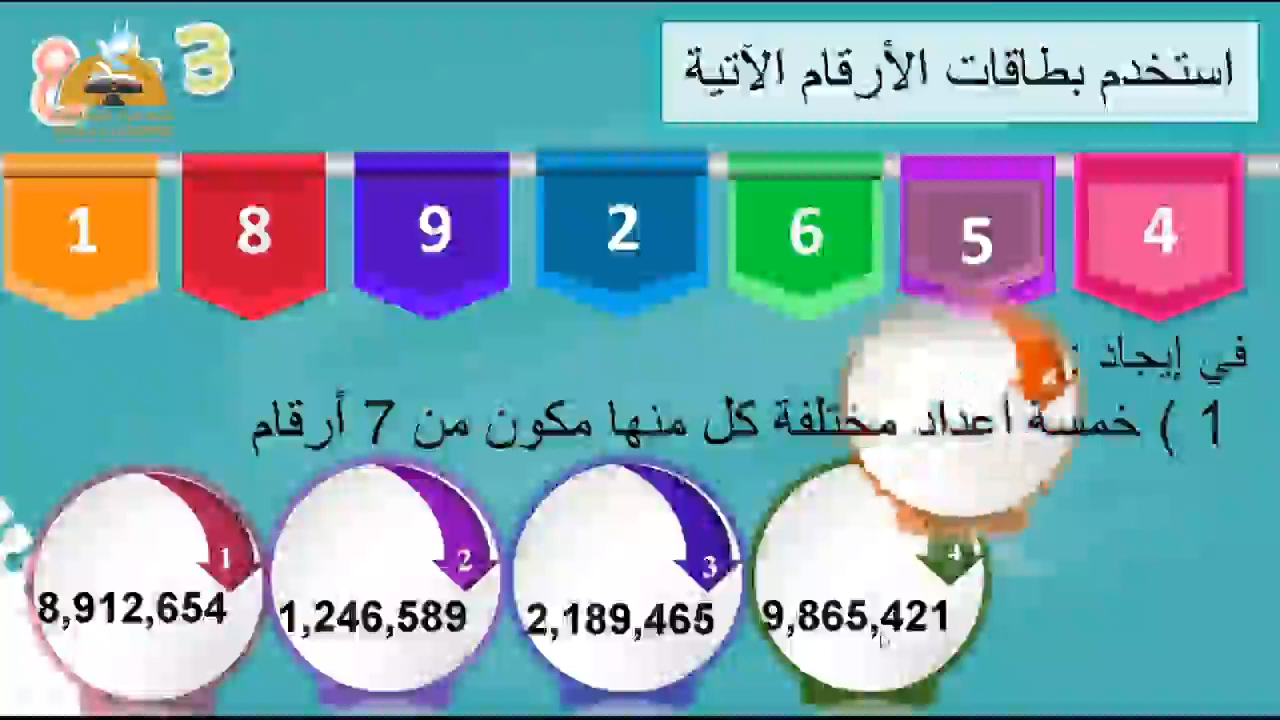 3
استخدم بطاقات الأرقام الآتية
1 8 9 2 6 5 4
في إيجاد
1 ) خمسة أعداد مختلفة كل منها مكون من 7 أرقام
1 2 3 4
8,912,654 1,246,589 2,189,465 9,865,421